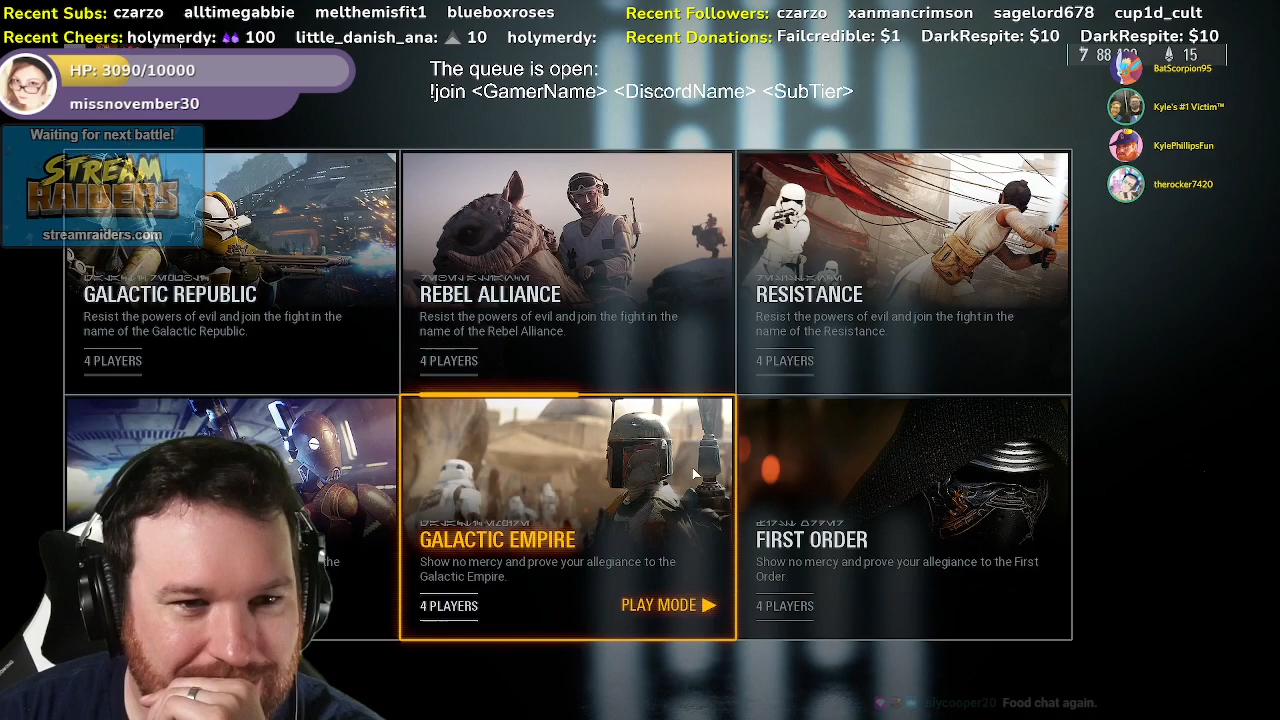 Recent Subs: czarzo alltimegabbie melthemisfit1 blueboxroses
Recent Followers: czarzo xanmancrimson sagelord678 cup1d_cult
Recent Cheers: holymerdy: 100 little_danish_ana: 10 holymerdy:
Recent Donations: Failcredible: $1 DarkRespite: $10 DarkRespite: $10
15
HP: 3090/10000
missnovember30
The queue is open:
!join <GamerName> <DiscordName> <SubTier>
BatScorpion95
Kyle's #1 Victim™
KylePhillipsFun
therocker7420
Waiting for next battle!
STREAM
RAIDERS
streamraiders.com
GALACTIC REPUBLIC
Resist the powers of evil and join the fight in the
name of the Galactic Republic.
4 PLAYERS
REBEL ALLIANCE
Resist the powers of evil and join the fight in the
name of the Rebel Alliance.
4 PLAYERS
RESISTANCE
Resist the powers of evil and join the fight in the
name of the Resistance.
4 PLAYERS
the
GALACTIC EMPIRE
Show no mercy and prove your allegiance to the
Galactic Empire.
4 PLAYERS
PLAY MODE
FIRST ORDER
Show no mercy and prove your allegiance to the First
Order.
4 PLAYERS
slycooper20 Food chat again.